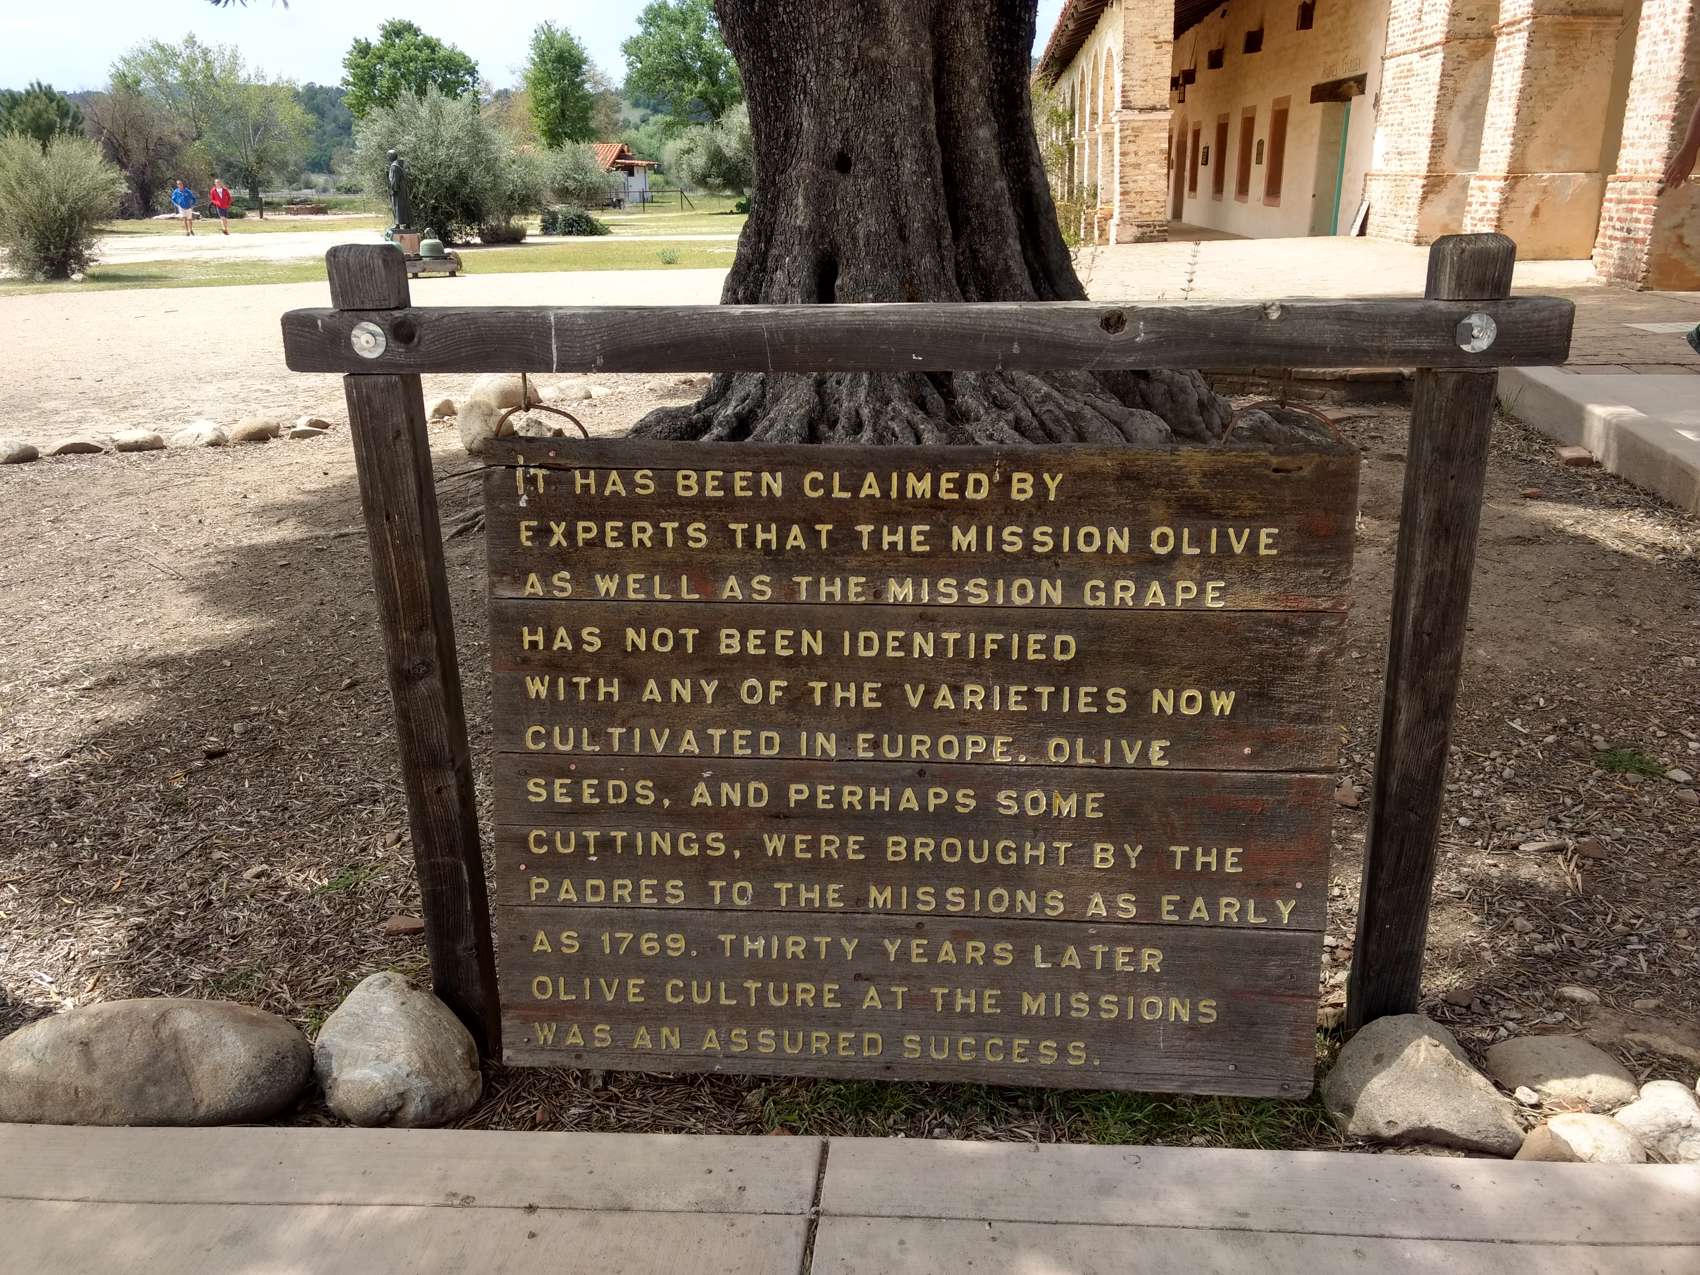 IT HAS BEEN CLAIMED BY
EXPERTS THAT THE MISSION OLIVE
AS WELL AS THE MISSION GRAPE
HAS NOT BEEN IDENTIFIED
WITH ANY OF THE VARIETIES NOW
CULTIVATED IN EUROPE. OLIVE
SEEDS, AND PERHAPS SOME
CUTTINGS, WERE BROUGHT BY THE
PADRES TO THE MISSIONS AS EARLY
AS 1769. THIRTY YEARS LATER
OLIVE CULTURE AT THE MISSIONS
WAS AN ASSURED SUCCESS.